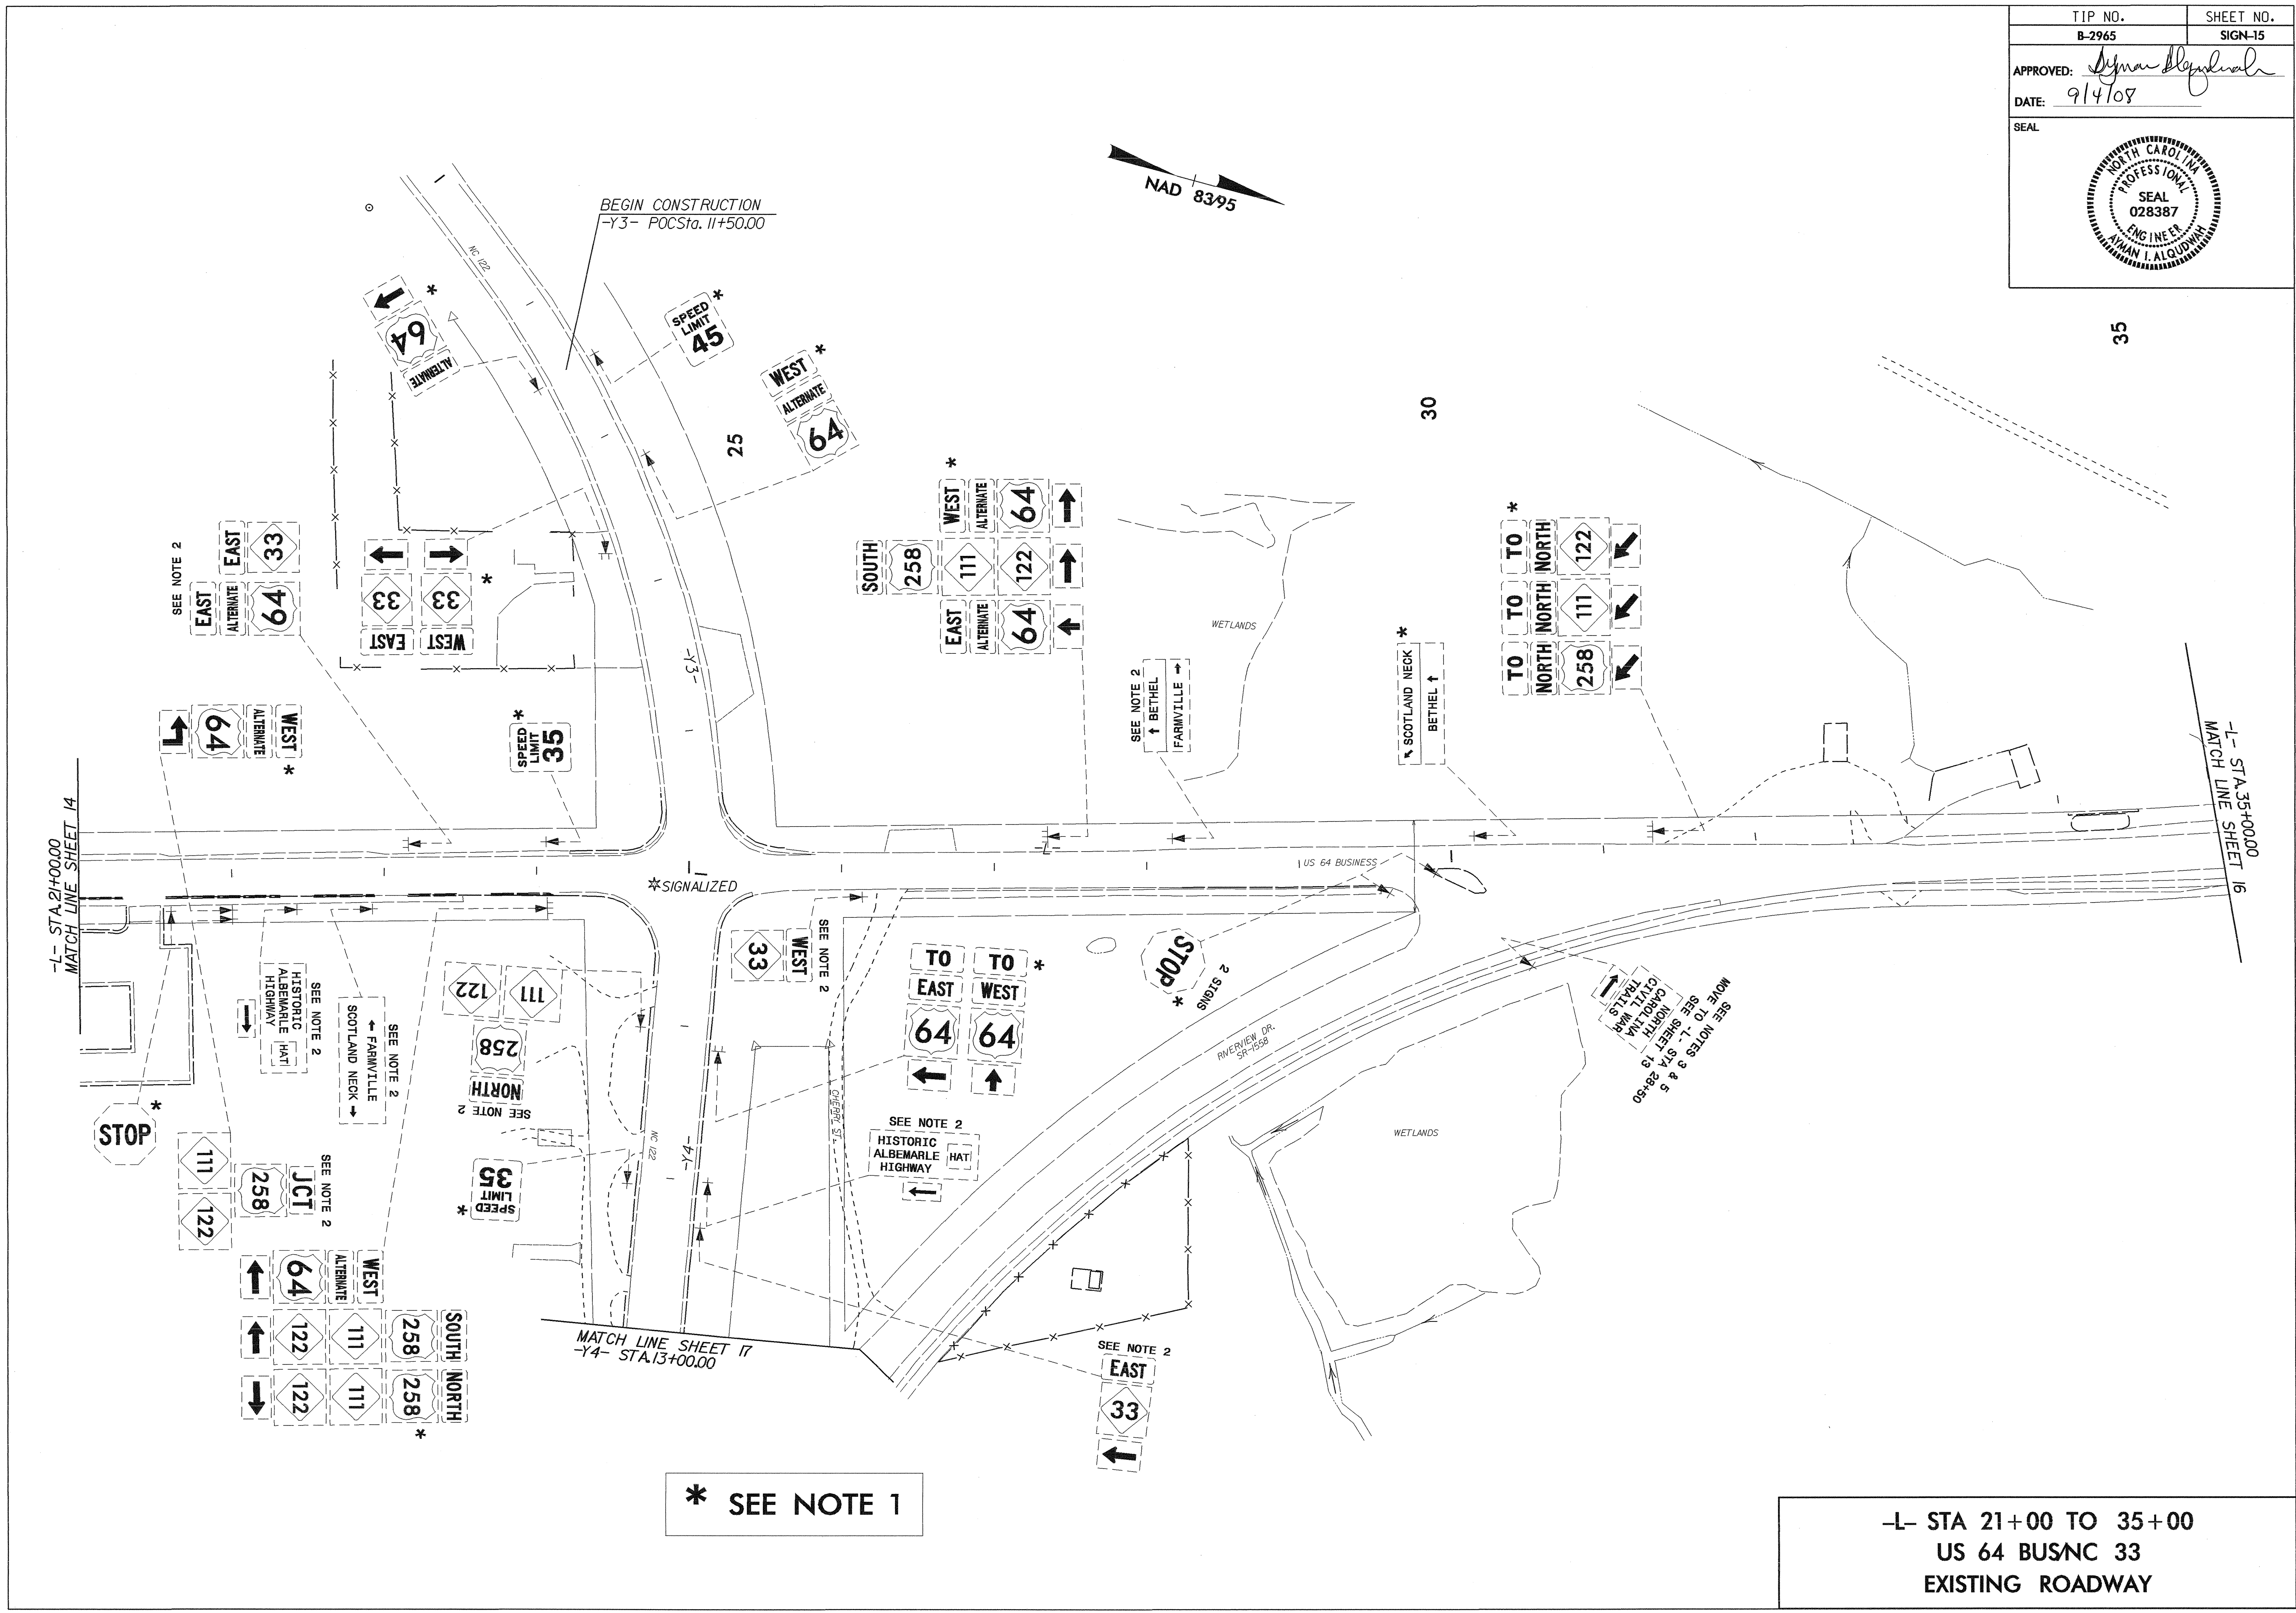 TIP NO. SHEET NO.
B-2965 SIGN-15
APPROVED:
DATE: 9/4/08
SEAL
NORTH CAROLINA
PROFESSIONAL
SEAL
028387
ENGINEER
AYMAN I. ALQUDWAH
NAD 83/95
BEGIN CONSTRUCTION
-Y3- POCSta. 11+50.00
NC 122
64
ALTERNATE
*
SPEED
LIMIT
45
*
WEST
ALTERNATE
64
*
25
30
35
SEE NOTE 2
EAST
33
EAST
ALTERNATE
64
33
EAST
33
WEST
*
64
ALTERNATE
WEST
*
SPEED
LIMIT
35
*
-Y3-
*
WEST
ALTERNATE
64
SOUTH
258
111
122
EAST
ALTERNATE
64
WETLANDS
SEE NOTE 2
↑ BETHEL
FARMVILLE →
*
↖ SCOTLAND NECK
BETHEL ↑
*
TO
NORTH
122
TO
NORTH
111
TO
NORTH
258
-L- STA.21+00.00
MATCH LINE SHEET 14
-L- STA.35+00.00
MATCH LINE SHEET 16
SIGNALIZED
-L-
US 64 BUSINESS
SEE NOTE 2
HISTORIC
ALBEMARLE
HIGHWAY
HAT
SEE NOTE 2
← FARMVILLE
SCOTLAND NECK →
122
111
258
NORTH
SEE NOTE 2
SEE NOTE 2
WEST
33
TO
EAST
64
TO
WEST
64
*
STOP
*
2 SIGNS
RIVERVIEW DR.
SR-1558
NORTH
CAROLINA
CIVIL WAR
TRAILS
SEE NOTES 3 & 5
MOVE TO -L- STA 28+50
SEE SHEET 13
WETLANDS
STOP
*
111
122
258
JCT
SEE NOTE 2
SPEED
LIMIT
35
*
NC 122
-Y4-
CHERRY ST.
SEE NOTE 2
HISTORIC
ALBEMARLE
HIGHWAY
HAT
WEST
ALTERNATE
64
SOUTH
258
111
122
NORTH
258
111
122
*
MATCH LINE SHEET 17
-Y4- STA.13+00.00
SEE NOTE 2
EAST
33
* SEE NOTE 1
-L- STA 21+00 TO 35+00
US 64 BUS/NC 33
EXISTING ROADWAY